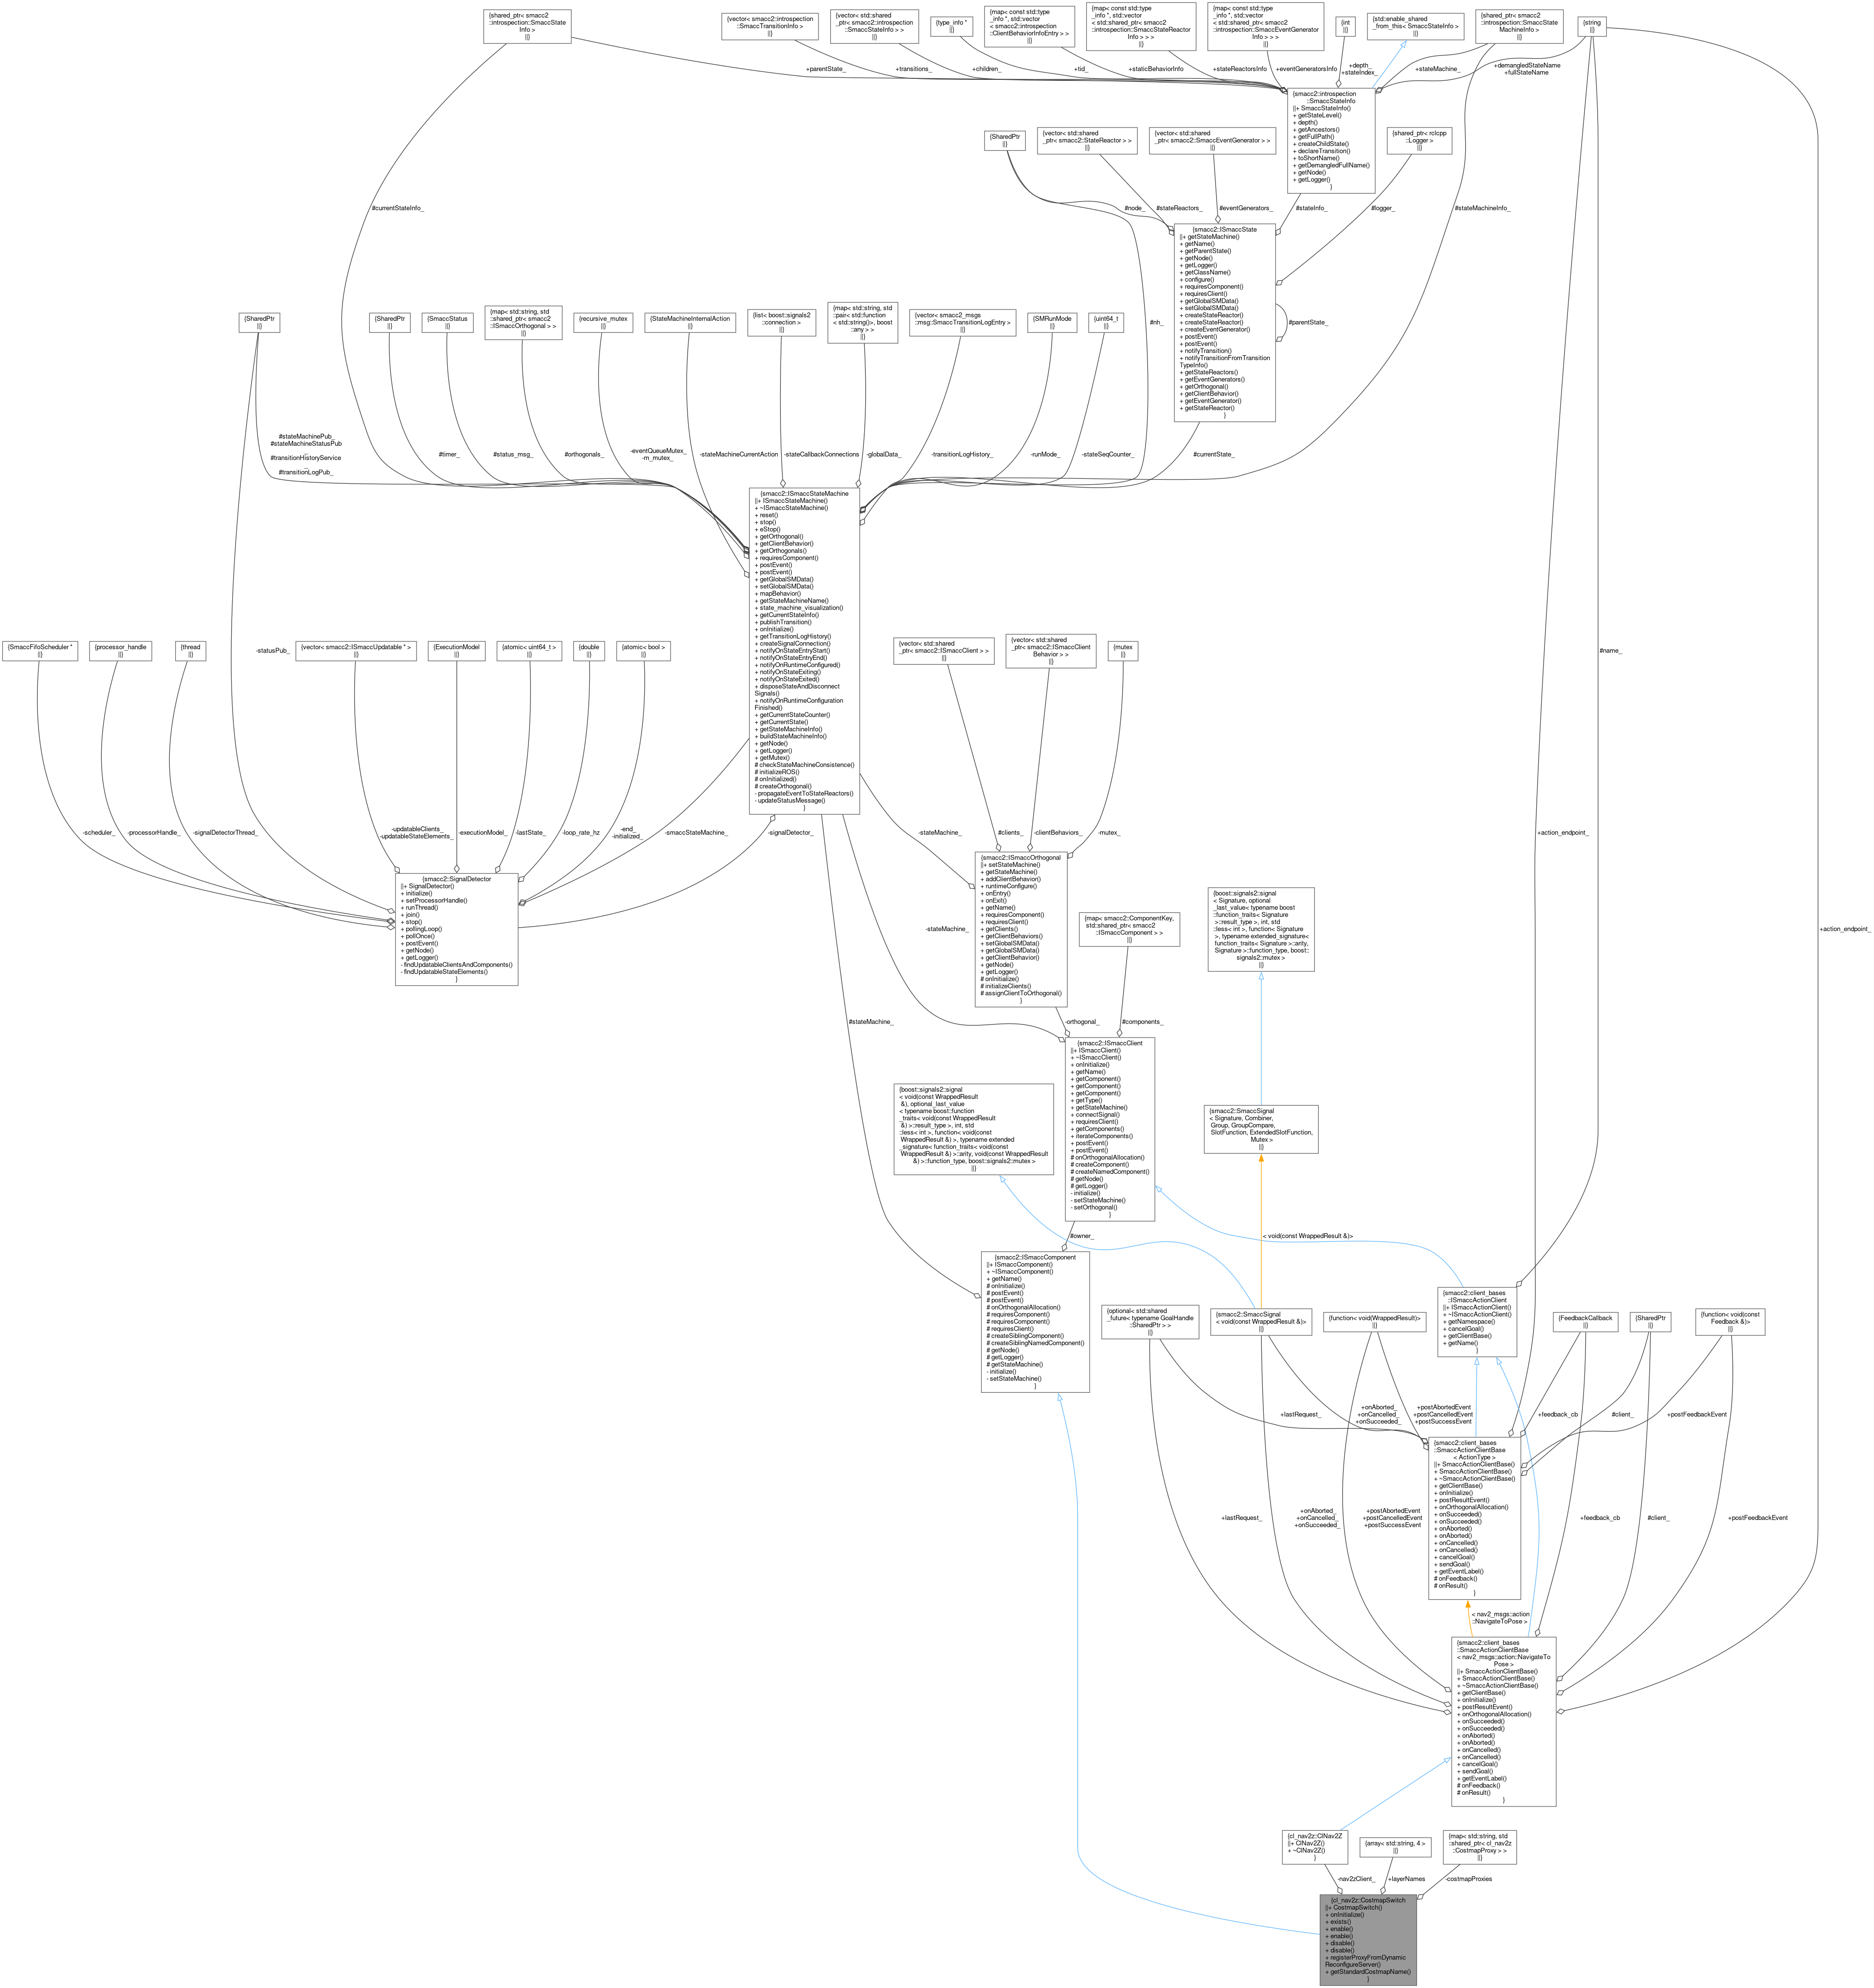 {shared_ptr< smacc2
::introspection::SmaccState
Info >
||}
{vector< smacc2::introspection
::SmaccTransitionInfo >
||}
{vector< std::shared
_ptr< smacc2::introspection
::SmaccStateInfo > >
||}
{type_info *
||}
{map< const std::type
_info *, std::vector
< smacc2::introspection
::ClientBehaviorInfoEntry > >
||}
{map< const std::type
_info *, std::vector
< std::shared_ptr< smacc2
::introspection::SmaccStateReactor
Info > > >
||}
{map< const std::type
_info *, std::vector
< std::shared_ptr< smacc2
::introspection::SmaccEventGenerator
Info > > >
||}
{int
||}
{std::enable_shared
_from_this< SmaccStateInfo >
||}
{shared_ptr< smacc2
::introspection::SmaccState
MachineInfo >
||}
{string
||}
+parentState_
+transitions_
+children_
+tid_
+staticBehaviorInfo
+stateReactorsInfo
+eventGeneratorsInfo
+depth_
+stateIndex_
+stateMachine_
+demangledStateName
+fullStateName
{smacc2::introspection
::SmaccStateInfo
||+ SmaccStateInfo()
+ getStateLevel()
+ depth()
+ getAncestors()
+ getFullPath()
+ createChildState()
+ declareTransition()
+ toShortName()
+ getDemangledFullName()
+ getNode()
+ getLogger()
}
{SharedPtr
||}
{vector< std::shared
_ptr< smacc2::StateReactor > >
||}
{vector< std::shared
_ptr< smacc2::SmaccEventGenerator > >
||}
{shared_ptr< rclcpp
::Logger >
||}
#currentStateInfo_
#node_
#stateReactors_
#eventGenerators_
#stateInfo_
#logger_
#stateMachineInfo_
{smacc2::ISmaccState
||+ getStateMachine()
+ getName()
+ getParentState()
+ getNode()
+ getLogger()
+ getClassName()
+ configure()
+ requiresComponent()
+ requiresClient()
+ getGlobalSMData()
+ setGlobalSMData()
+ createStateReactor()
+ createStateReactor()
+ createEventGenerator()
+ postEvent()
+ postEvent()
+ notifyTransition()
+ notifyTransitionFromTransition
TypeInfo()
+ getStateReactors()
+ getEventGenerators()
+ getOrthogonal()
+ getClientBehavior()
+ getEventGenerator()
+ getStateReactor()
}
#parentState_
{SharedPtr
||}
{SharedPtr
||}
{SmaccStatus
||}
{map< std::string, std
::shared_ptr< smacc2
::ISmaccOrthogonal > >
||}
{recursive_mutex
||}
{StateMachineInternalAction
||}
{list< boost::signals2
::connection >
||}
{map< std::string, std
::pair< std::function
< std::string()>, boost
::any > >
||}
{vector< smacc2_msgs
::msg::SmaccTransitionLogEntry >
||}
{SMRunMode
||}
{uint64_t
||}
#nh_
#stateMachinePub_
#stateMachineStatusPub
_
#transitionHistoryService
_
#transitionLogPub_
#timer_
#status_msg_
#orthogonals_
-eventQueueMutex_
-m_mutex_
-stateMachineCurrentAction
-stateCallbackConnections
-globalData_
-transitionLogHistory_
-runMode_
-stateSeqCounter_
#currentState_
{smacc2::ISmaccStateMachine
||+ ISmaccStateMachine()
+ ~ISmaccStateMachine()
+ reset()
+ stop()
+ eStop()
+ getOrthogonal()
+ getClientBehavior()
+ getOrthogonals()
+ requiresComponent()
+ postEvent()
+ postEvent()
+ getGlobalSMData()
+ setGlobalSMData()
+ mapBehavior()
+ getStateMachineName()
+ state_machine_visualization()
+ getCurrentStateInfo()
+ publishTransition()
+ onInitialize()
+ getTransitionLogHistory()
+ createSignalConnection()
+ notifyOnStateEntryStart()
+ notifyOnStateEntryEnd()
+ notifyOnRuntimeConfigured()
+ notifyOnStateExiting()
+ notifyOnStateExited()
+ disposeStateAndDisconnect
Signals()
+ notifyOnRuntimeConfiguration
Finished()
+ getCurrentStateCounter()
+ getCurrentState()
+ getStateMachineInfo()
+ buildStateMachineInfo()
+ getNode()
+ getLogger()
+ getMutex()
# checkStateMachineConsistence()
# initializeROS()
# onInitialized()
# createOrthogonal()
- propagateEventToStateReactors()
- updateStatusMessage()
}
{SmaccFifoScheduler *
||}
{processor_handle
||}
{thread
||}
-statusPub_
{vector< smacc2::ISmaccUpdatable * >
||}
{ExecutionModel
||}
{atomic< uint64_t >
||}
{double
||}
{atomic< bool >
||}
{vector< std::shared
_ptr< smacc2::ISmaccClient > >
||}
{vector< std::shared
_ptr< smacc2::ISmaccClient
Behavior > >
||}
{mutex
||}
#name_
-scheduler_
-processorHandle_
-signalDetectorThread_
-updatableClients_
-updatableStateElements_
-executionModel_
-lastState_
-loop_rate_hz
-end_
-initialized_
-smaccStateMachine_
-signalDetector_
-stateMachine_
#clients_
-clientBehaviors_
-mutex_
+action_endpoint_
{smacc2::SignalDetector
||+ SignalDetector()
+ initialize()
+ setProcessorHandle()
+ runThread()
+ join()
+ stop()
+ pollingLoop()
+ pollOnce()
+ postEvent()
+ getNode()
+ getLogger()
- findUpdatableClientsAndComponents()
- findUpdatableStateElements()
}
{smacc2::ISmaccOrthogonal
||+ setStateMachine()
+ getStateMachine()
+ addClientBehavior()
+ runtimeConfigure()
+ onEntry()
+ onExit()
+ getName()
+ requiresComponent()
+ requiresClient()
+ getClients()
+ getClientBehaviors()
+ setGlobalSMData()
+ getGlobalSMData()
+ getClientBehavior()
+ getNode()
+ getLogger()
# onInitialize()
# initializeClients()
# assignClientToOrthogonal()
}
-stateMachine_
{map< smacc2::ComponentKey,
std::shared_ptr< smacc2
::ISmaccComponent > >
||}
{boost::signals2::signal
< Signature, optional
_last_value< typename boost
::function_traits< Signature
>::result_type >, int, std
::less< int >, function< Signature
>, typename extended_signature<
function_traits< Signature >::arity,
Signature >::function_type, boost::
signals2::mutex >
||}
+action_endpoint_
#stateMachine_
-orthogonal_
#components_
{smacc2::ISmaccClient
||+ ISmaccClient()
+ ~ISmaccClient()
+ onInitialize()
+ getName()
+ getComponent()
+ getComponent()
+ getComponent()
+ getType()
+ getStateMachine()
+ connectSignal()
+ requiresClient()
+ getComponents()
+ iterateComponents()
+ postEvent()
+ postEvent()
# onOrthogonalAllocation()
# createComponent()
# createNamedComponent()
# getNode()
# getLogger()
- initialize()
- setStateMachine()
- setOrthogonal()
}
{boost::signals2::signal
< void(const WrappedResult
&), optional_last_value
< typename boost::function
_traits< void(const WrappedResult
&) >::result_type >, int, std
::less< int >, function< void(const
WrappedResult &) >, typename extended
_signature< function_traits< void(const
WrappedResult &) >::arity, void(const WrappedResult
&) >::function_type, boost::signals2::mutex >
||}
{smacc2::SmaccSignal
< Signature, Combiner,
Group, GroupCompare,
SlotFunction, ExtendedSlotFunction,
Mutex >
||}
#owner_
< void(const WrappedResult &)>
{smacc2::ISmaccComponent
||+ ISmaccComponent()
+ ~ISmaccComponent()
+ getName()
# onInitialize()
# postEvent()
# postEvent()
# onOrthogonalAllocation()
# requiresComponent()
# requiresComponent()
# requiresClient()
# createSiblingComponent()
# createSiblingNamedComponent()
# getNode()
# getLogger()
# getStateMachine()
- initialize()
- setStateMachine()
}
{optional< std::shared
_future< typename GoalHandle
::SharedPtr > >
||}
{smacc2::SmaccSignal
< void(const WrappedResult &)>
||}
{function< void(WrappedResult)>
||}
{smacc2::client_bases
::ISmaccActionClient
||+ ISmaccActionClient()
+ ~ISmaccActionClient()
+ getNamespace()
+ cancelGoal()
+ getClientBase()
+ getName()
}
{FeedbackCallback
||}
{SharedPtr
||}
{function< void(const
Feedback &)>
||}
+lastRequest_
+onAborted_
+onCancelled_
+onSucceeded_
+postAbortedEvent
+postCancelledEvent
+postSuccessEvent
+feedback_cb
#client_
+postFeedbackEvent
{smacc2::client_bases
::SmaccActionClientBase
< ActionType >
||+ SmaccActionClientBase()
+ SmaccActionClientBase()
+ ~SmaccActionClientBase()
+ getClientBase()
+ onInitialize()
+ postResultEvent()
+ onOrthogonalAllocation()
+ onSucceeded()
+ onSucceeded()
+ onAborted()
+ onAborted()
+ onCancelled()
+ onCancelled()
+ cancelGoal()
+ sendGoal()
+ getEventLabel()
# onFeedback()
# onResult()
}
+lastRequest_
+onAborted_
+onCancelled_
+onSucceeded_
+postAbortedEvent
+postCancelledEvent
+postSuccessEvent
+feedback_cb
#client_
+postFeedbackEvent
< nav2_msgs::action
::NavigateToPose >
{smacc2::client_bases
::SmaccActionClientBase
< nav2_msgs::action::NavigateTo
Pose >
||+ SmaccActionClientBase()
+ SmaccActionClientBase()
+ ~SmaccActionClientBase()
+ getClientBase()
+ onInitialize()
+ postResultEvent()
+ onOrthogonalAllocation()
+ onSucceeded()
+ onSucceeded()
+ onAborted()
+ onAborted()
+ onCancelled()
+ onCancelled()
+ cancelGoal()
+ sendGoal()
+ getEventLabel()
# onFeedback()
# onResult()
}
{cl_nav2z::ClNav2Z
||+ ClNav2Z()
+ ~ClNav2Z()
}
{array< std::string, 4 >
||}
{map< std::string, std
::shared_ptr< cl_nav2z
::CostmapProxy > >
||}
-nav2zClient_
+layerNames
-costmapProxies
{cl_nav2z::CostmapSwitch
||+ CostmapSwitch()
+ onInitialize()
+ exists()
+ enable()
+ enable()
+ disable()
+ disable()
+ registerProxyFromDynamic
ReconfigureServer()
+ getStandardCostmapName()
}